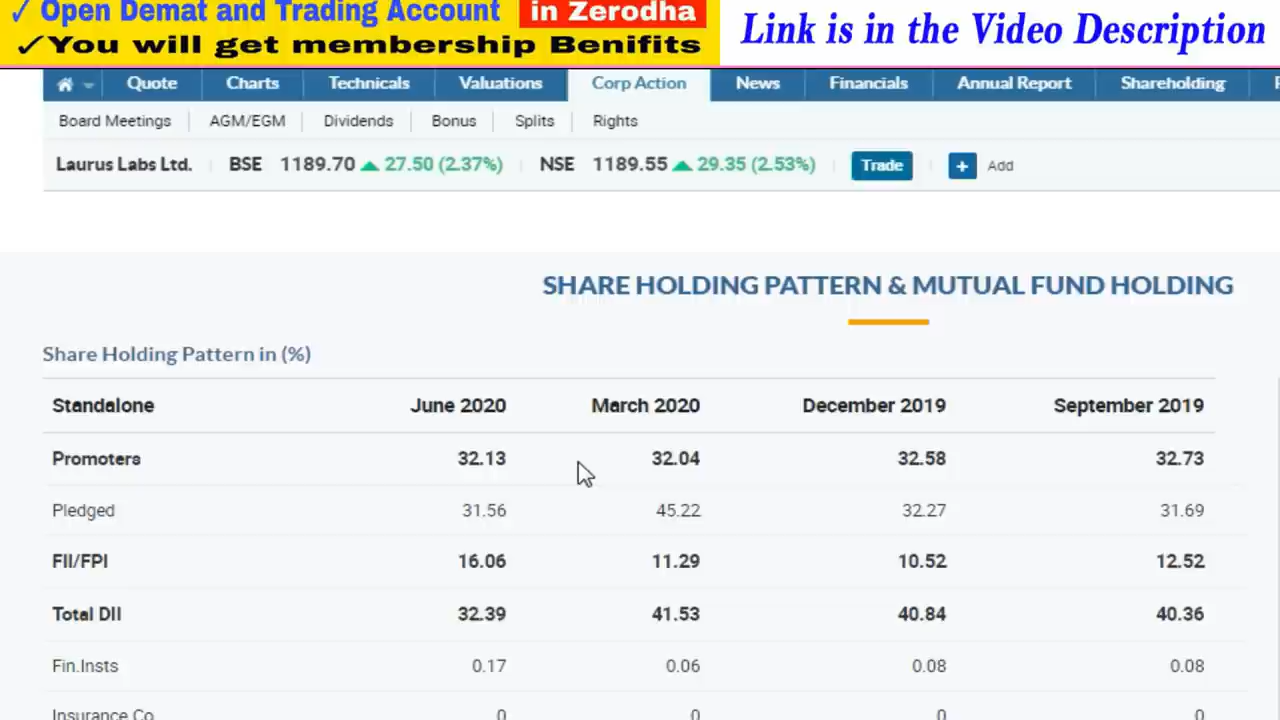 ✓ Open Demat and Trading Account in Zerodha
✓You will get membership Benifits
Link is in the Video Description
Quote Charts Technicals Valuations Corp Action News Financials Annual Report Shareholding
Board Meetings AGM/EGM Dividends Bonus Splits Rights
Laurus Labs Ltd. BSE 1189.70 27.50 (2.37%) NSE 1189.55 29.35 (2.53%) Trade + Add
SHARE HOLDING PATTERN & MUTUAL FUND HOLDING
Share Holding Pattern in (%)
Standalone June 2020 March 2020 December 2019 September 2019
Promoters 32.13 32.04 32.58 32.73
Pledged 31.56 45.22 32.27 31.69
FII/FPI 16.06 11.29 10.52 12.52
Total DII 32.39 41.53 40.84 40.36
Fin.Insts 0.17 0.06 0.08 0.08
Insurance Co 0 0 0 0